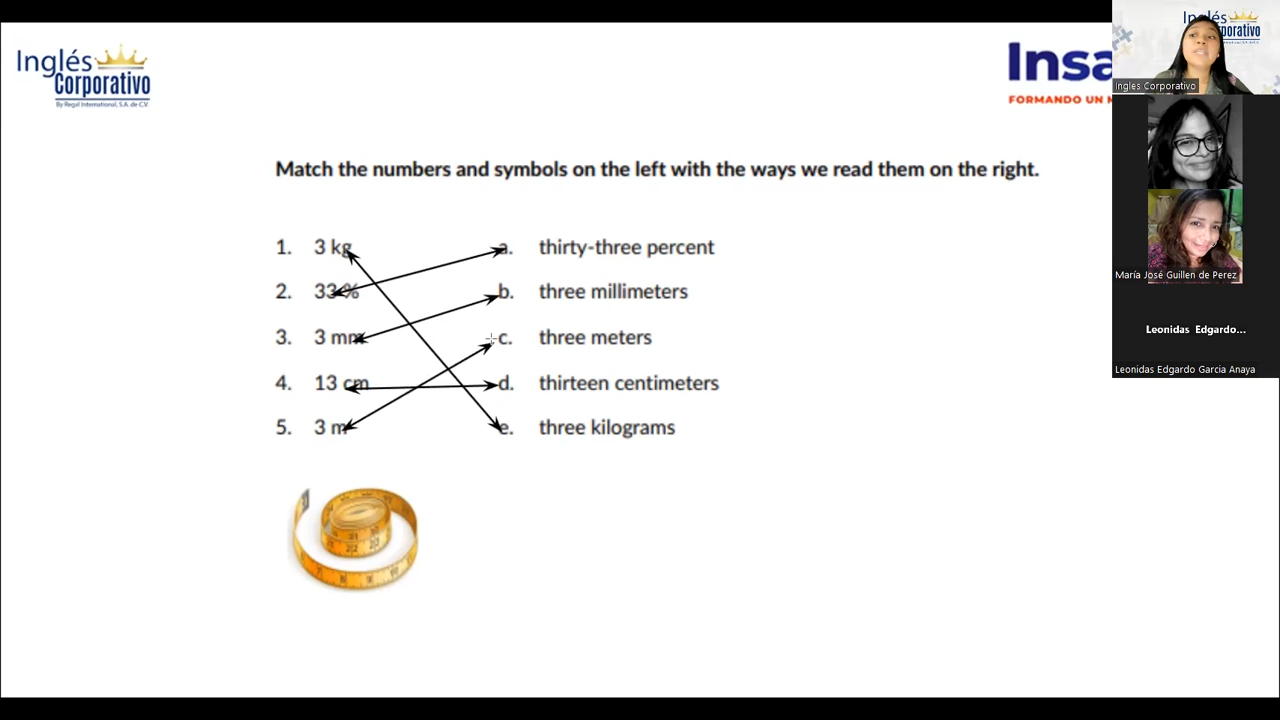 Inglés
Corporativo
By Regal International, S.A. de C.V.
Insa
FORMANDO UN M
Match the numbers and symbols on the left with the ways we read them on the right.
1. 3 kg a. thirty-three percent
2. 33 % b. three millimeters
3. 3 mm c. three meters
4. 13 cm d. thirteen centimeters
5. 3 m e. three kilograms
Inglés
Corporativo
Ingles Corporativo
María José Guillen de Perez
Leonidas Edgardo...
Leonidas Edgardo Garcia Anaya